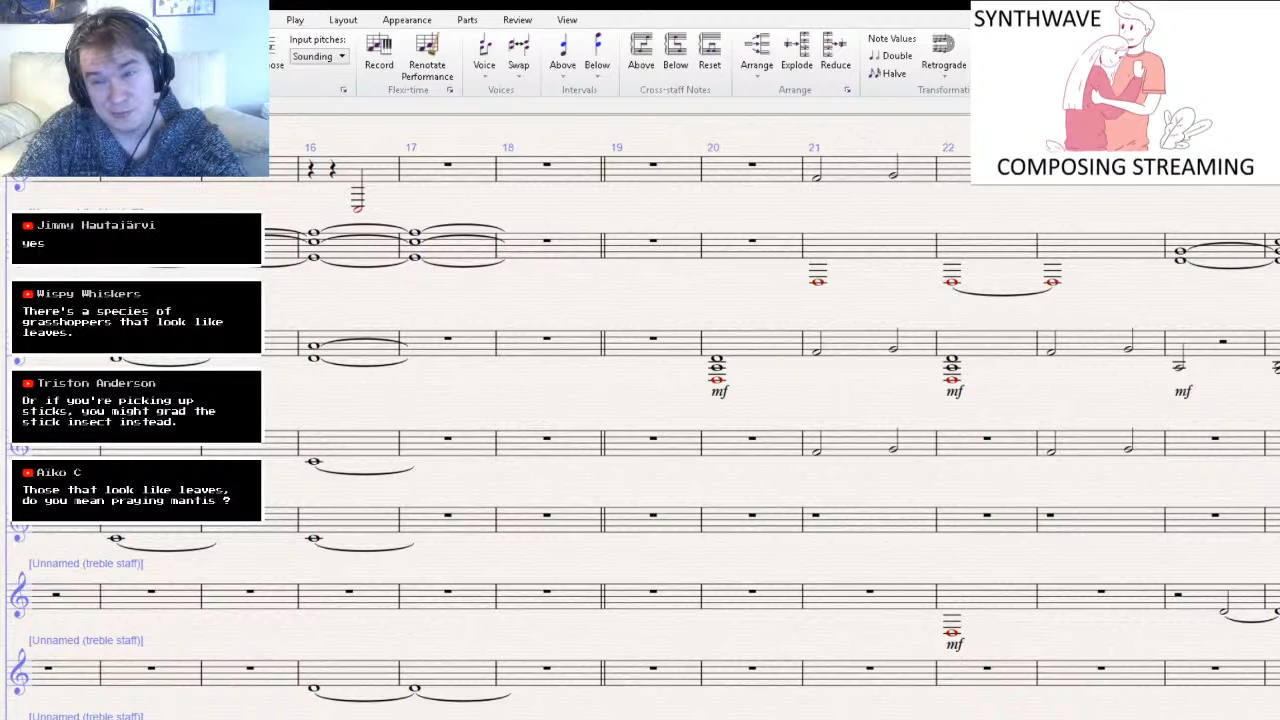 Play Layout Appearance Parts Review View
Input pitches:
Sounding
Record Renotate Performance Voice Swap Above Below Above Below Reset Arrange Explode Reduce
Note Values
Double
Halve
Retrograde
Flexi-time Voices Intervals Cross-staff Notes Arrange
SYNTHWAVE
COMPOSING STREAMING
16 17 18 19 20 21 22
Jimmy Hautajärvi
yes
Wispy Whiskers
There's a species of
grasshoppers that look like
leaves.
Triston Anderson
Or if you're picking up
sticks, you might grad the
stick insect instead.
Aiko C
Those that look like leaves,
do you mean praying mantis ?
mf mf mf
[Unnamed (treble staff)]
mf
[Unnamed (treble staff)]
[Unnamed (treble staff)]